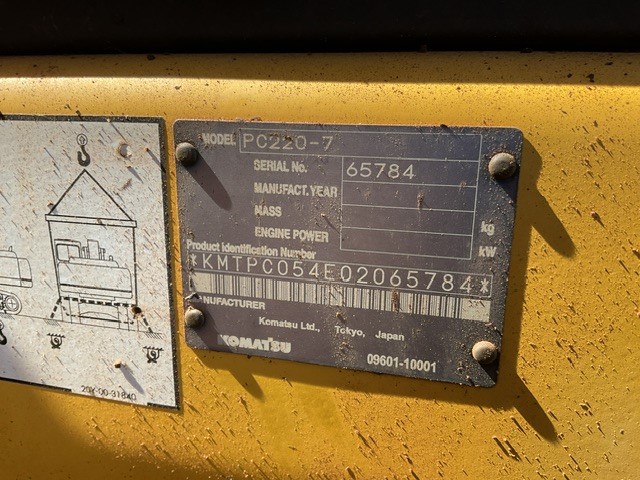 MODEL PC220-7
SERIAL No. 65784
MANUFACT. YEAR
MASS kg
ENGINE POWER kW
Product Identification Number
*KMTPC054E02065784*
MANUFACTURER
Komatsu Ltd., Tokyo, Japan
KOMATSU
09601-10001
20Y-00-31840